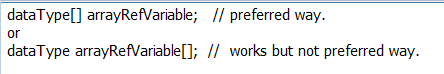 dataType[] arrayRefVariable;   // preferred way.
or
dataType arrayRefVariable[];  //  works but not preferred way.